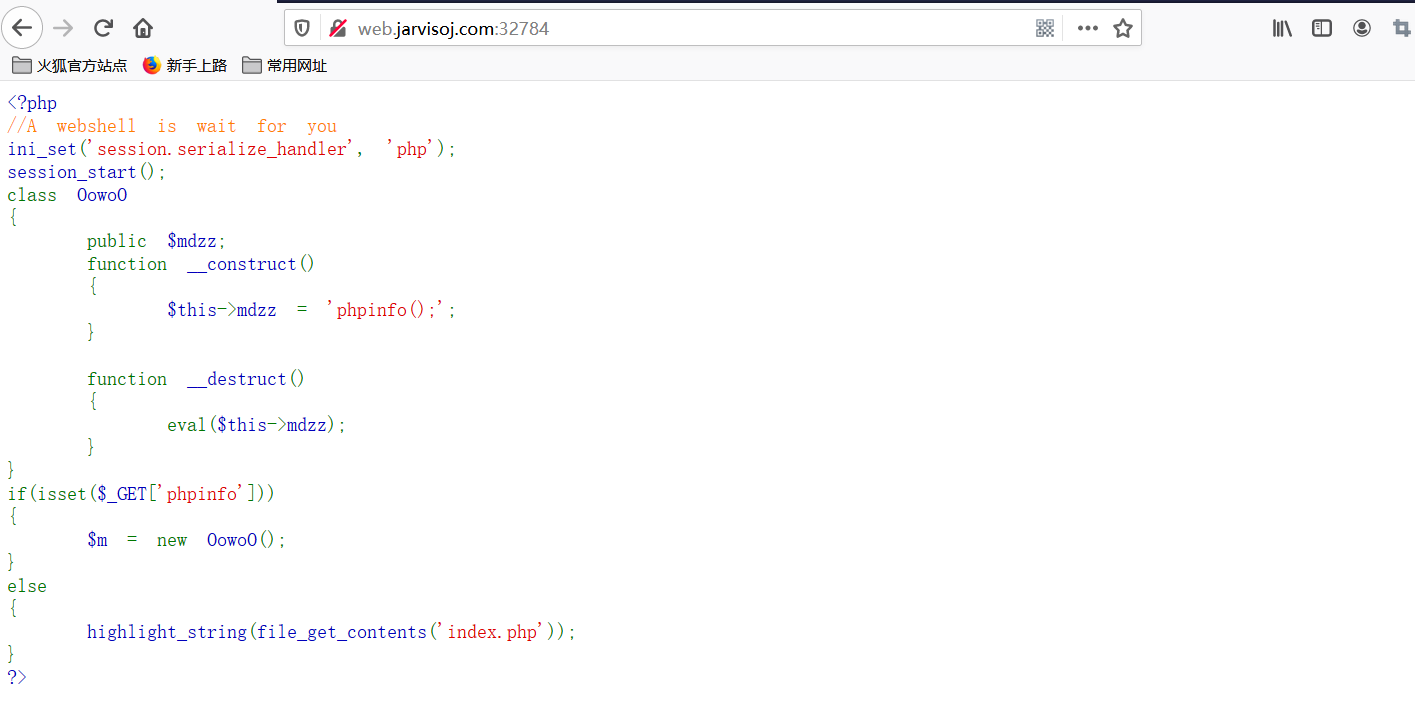 web.jarvisoj.com:32784
火狐官方站点 新手上路 常用网址
<?php
//A webshell is wait for you
ini_set('session.serialize_handler', 'php');
session_start();
class OowoO
{
        public $mdzz;
        function __construct()
        {
                $this->mdzz = 'phpinfo();';
        }

        function __destruct()
        {
                eval($this->mdzz);
        }
}
if(isset($_GET['phpinfo']))
{
        $m = new OowoO();
}
else
{
        highlight_string(file_get_contents('index.php'));
}
?>